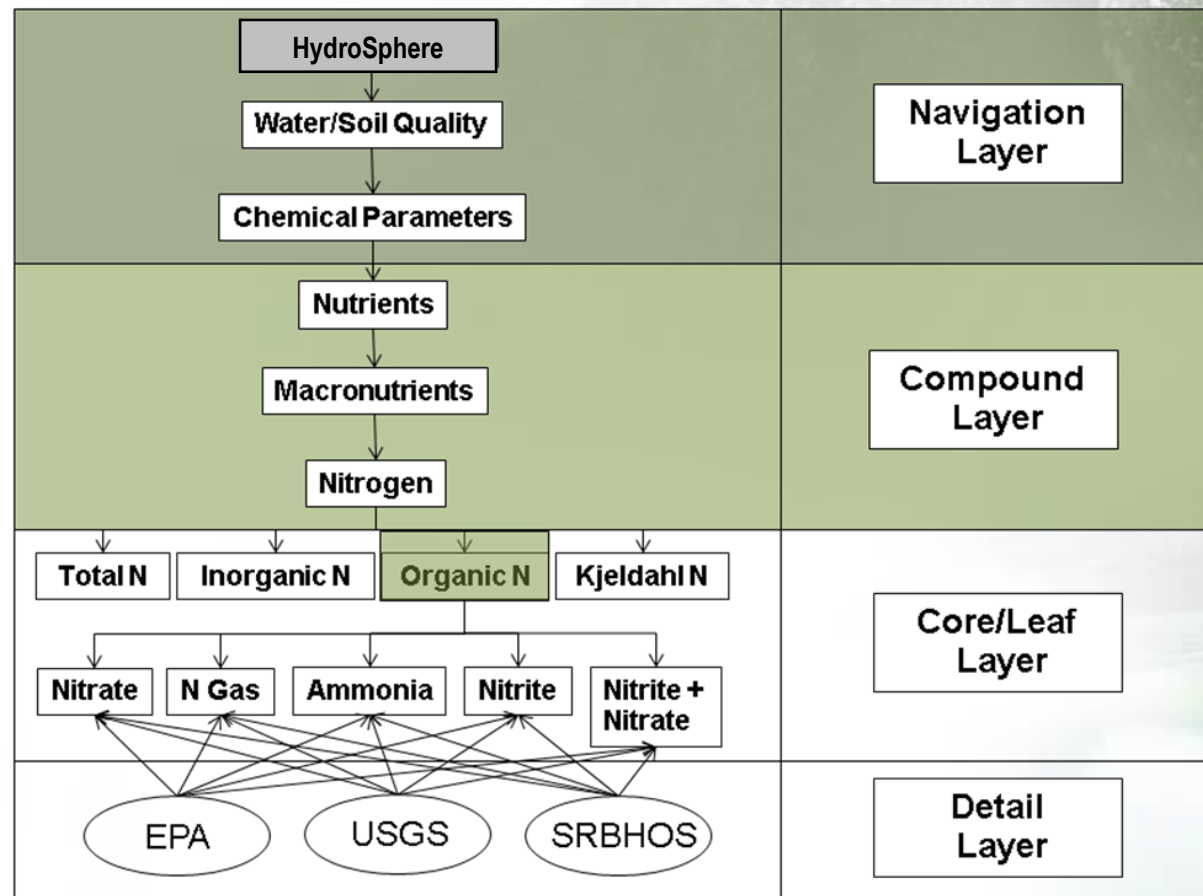 HydroSphere
Water/Soil Quality
Chemical Parameters
Navigation
Layer
Nutrients
Macronutrients
Nitrogen
Compound
Layer
Total N
Inorganic N
Organic N
Kjeldahl N
Nitrate
N Gas
Ammonia
Nitrite
Nitrite +
Nitrate
Core/Leaf
Layer
EPA
USGS
SRBHOS
Detail
Layer